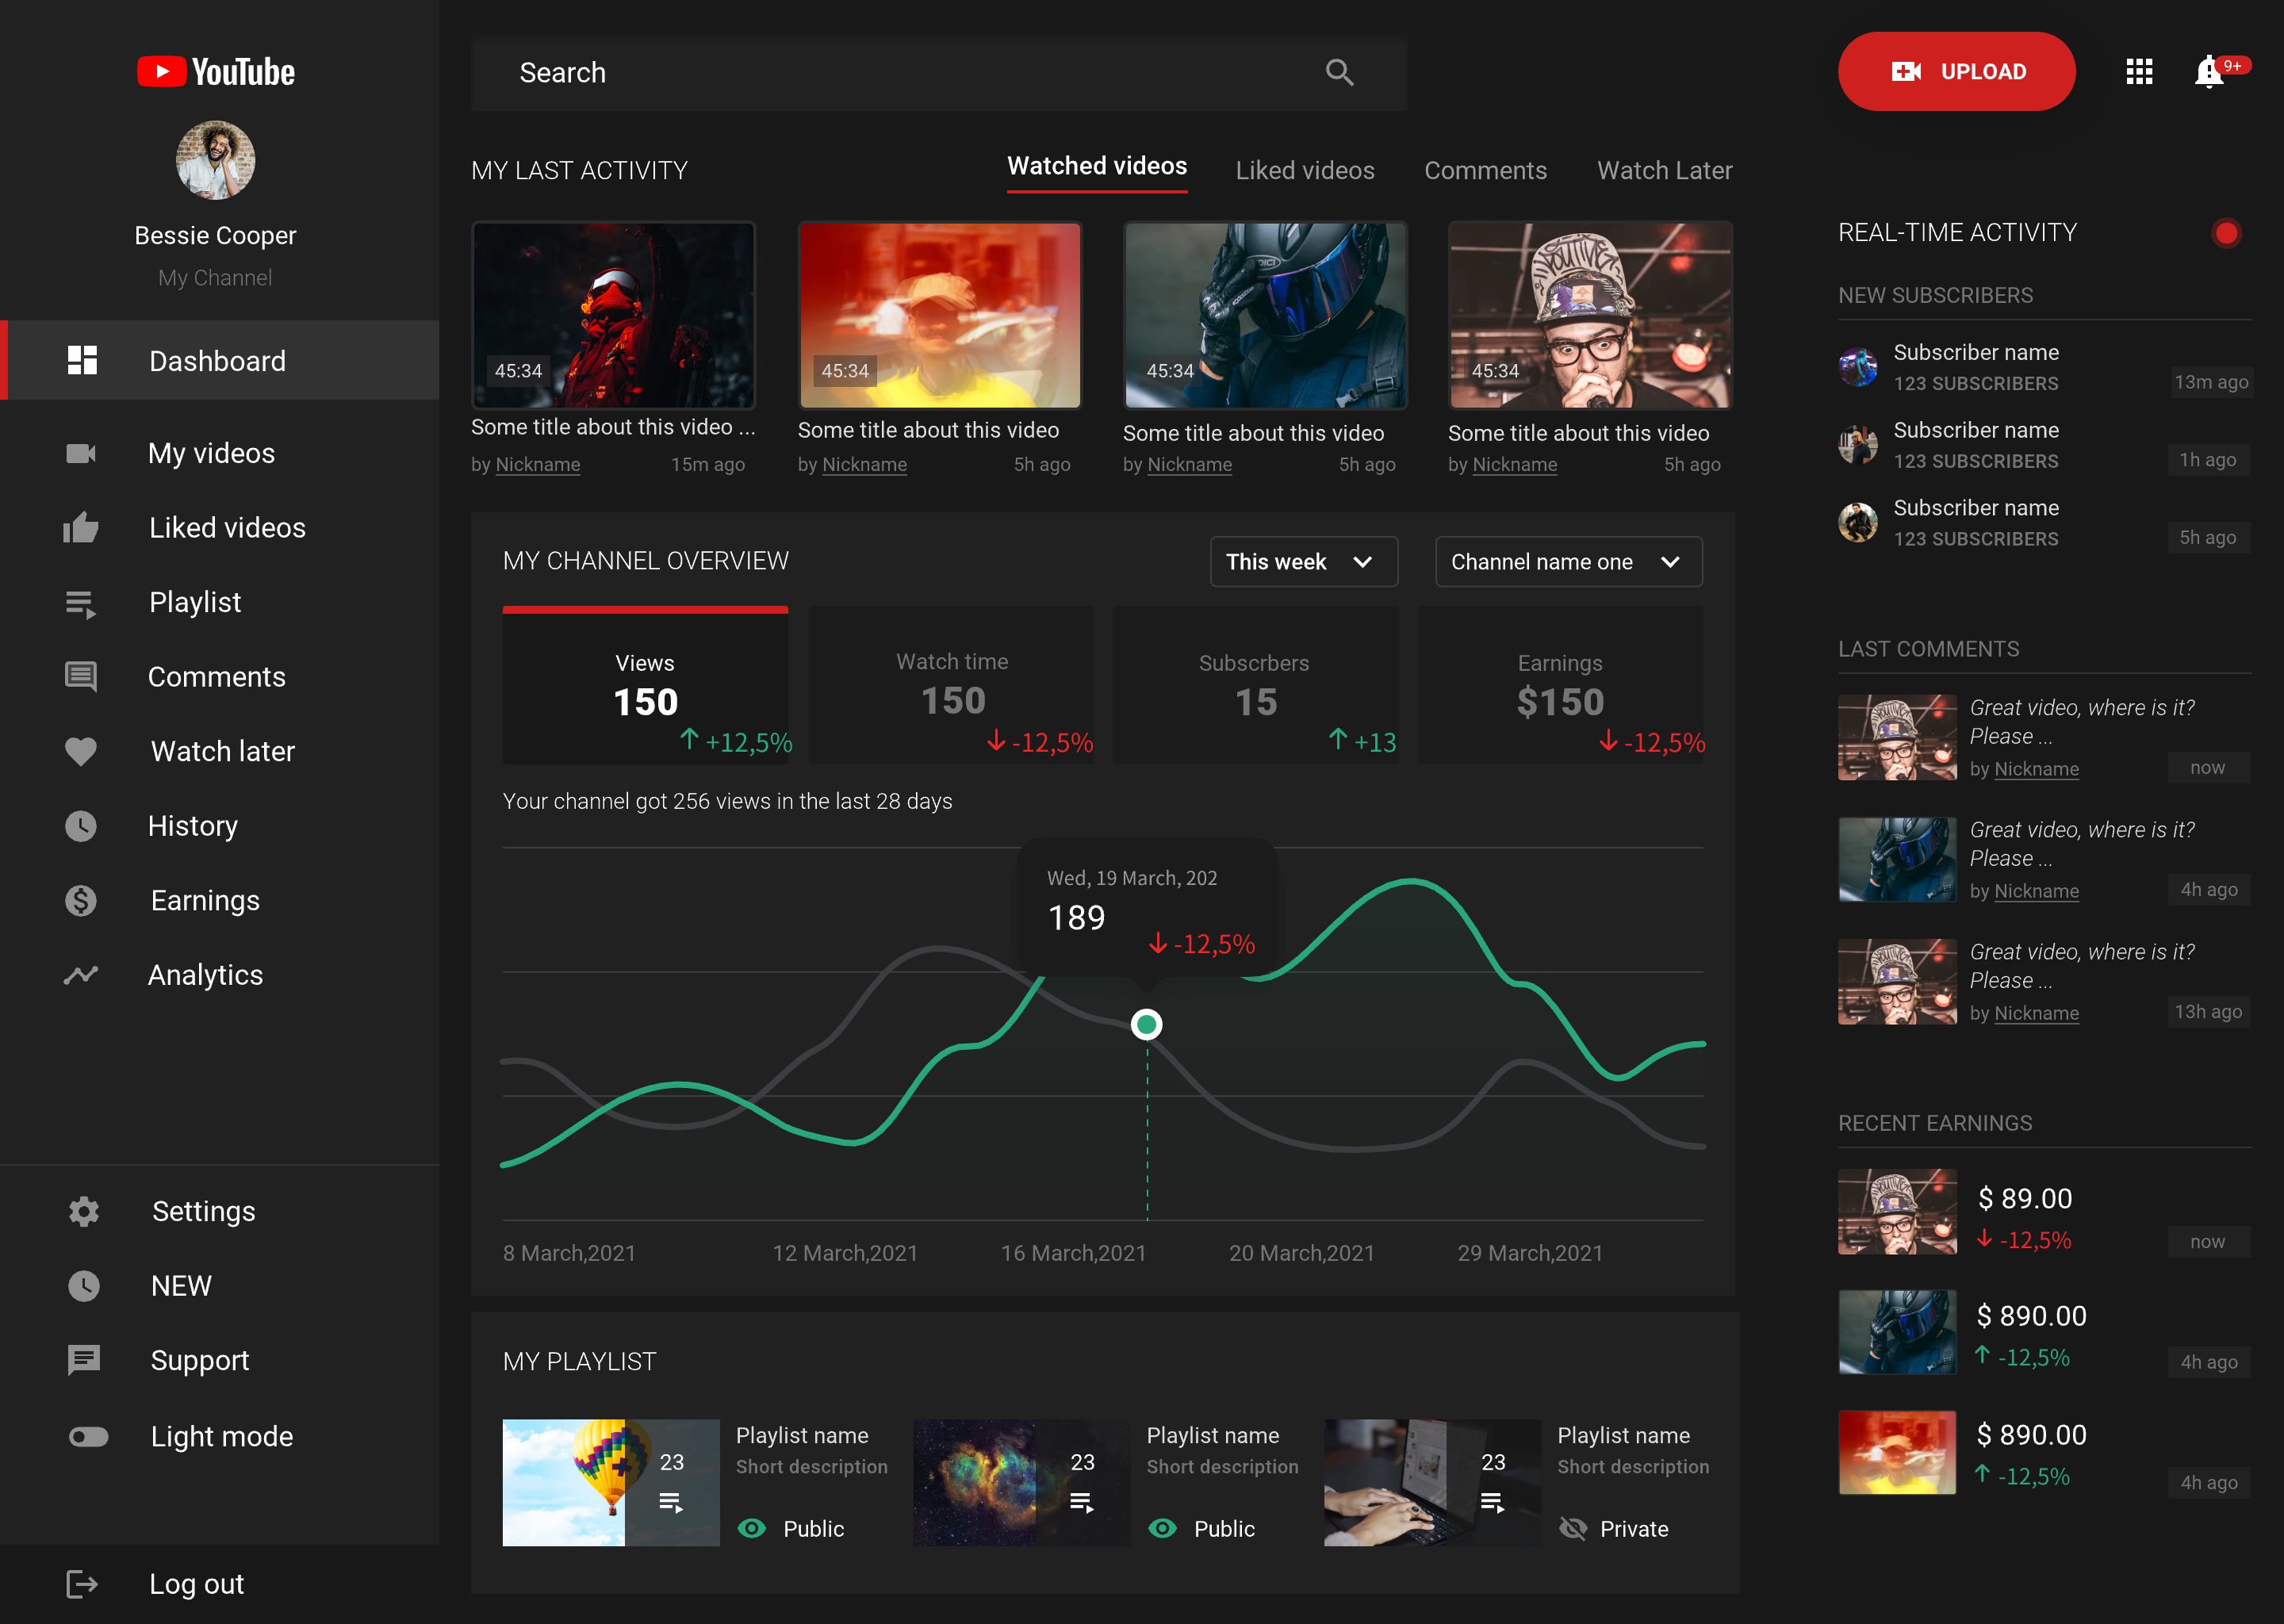 YouTube
Bessie Cooper
My Channel
Dashboard
My videos
Liked videos
Playlist
Comments
Watch later
History
Earnings
Analytics
Settings
NEW
Support
Light mode
Log out
Search
UPLOAD
9+
MY LAST ACTIVITY
Watched videos
Liked videos
Comments
Watch Later
45:34
Some title about this video ...
by Nickname
15m ago
45:34
Some title about this video
by Nickname
5h ago
45:34
Some title about this video
by Nickname
5h ago
45:34
Some title about this video
by Nickname
5h ago
MY CHANNEL OVERVIEW
This week
Channel name one
Views
150
+12,5%
Watch time
150
-12,5%
Subscrbers
15
+13
Earnings
$150
-12,5%
Your channel got 256 views in the last 28 days
Wed, 19 March, 202
189
-12,5%
8 March,2021
12 March,2021
16 March,2021
20 March,2021
29 March,2021
MY PLAYLIST
23
Playlist name
Short description
Public
23
Playlist name
Short description
Public
23
Playlist name
Short description
Private
REAL-TIME ACTIVITY
NEW SUBSCRIBERS
Subscriber name
123 SUBSCRIBERS
13m ago
Subscriber name
123 SUBSCRIBERS
1h ago
Subscriber name
123 SUBSCRIBERS
5h ago
LAST COMMENTS
Great video, where is it?
Please ...
by Nickname
now
Great video, where is it?
Please ...
by Nickname
4h ago
Great video, where is it?
Please ...
by Nickname
13h ago
RECENT EARNINGS
$ 89.00
-12,5%
now
$ 890.00
-12,5%
4h ago
$ 890.00
-12,5%
4h ago